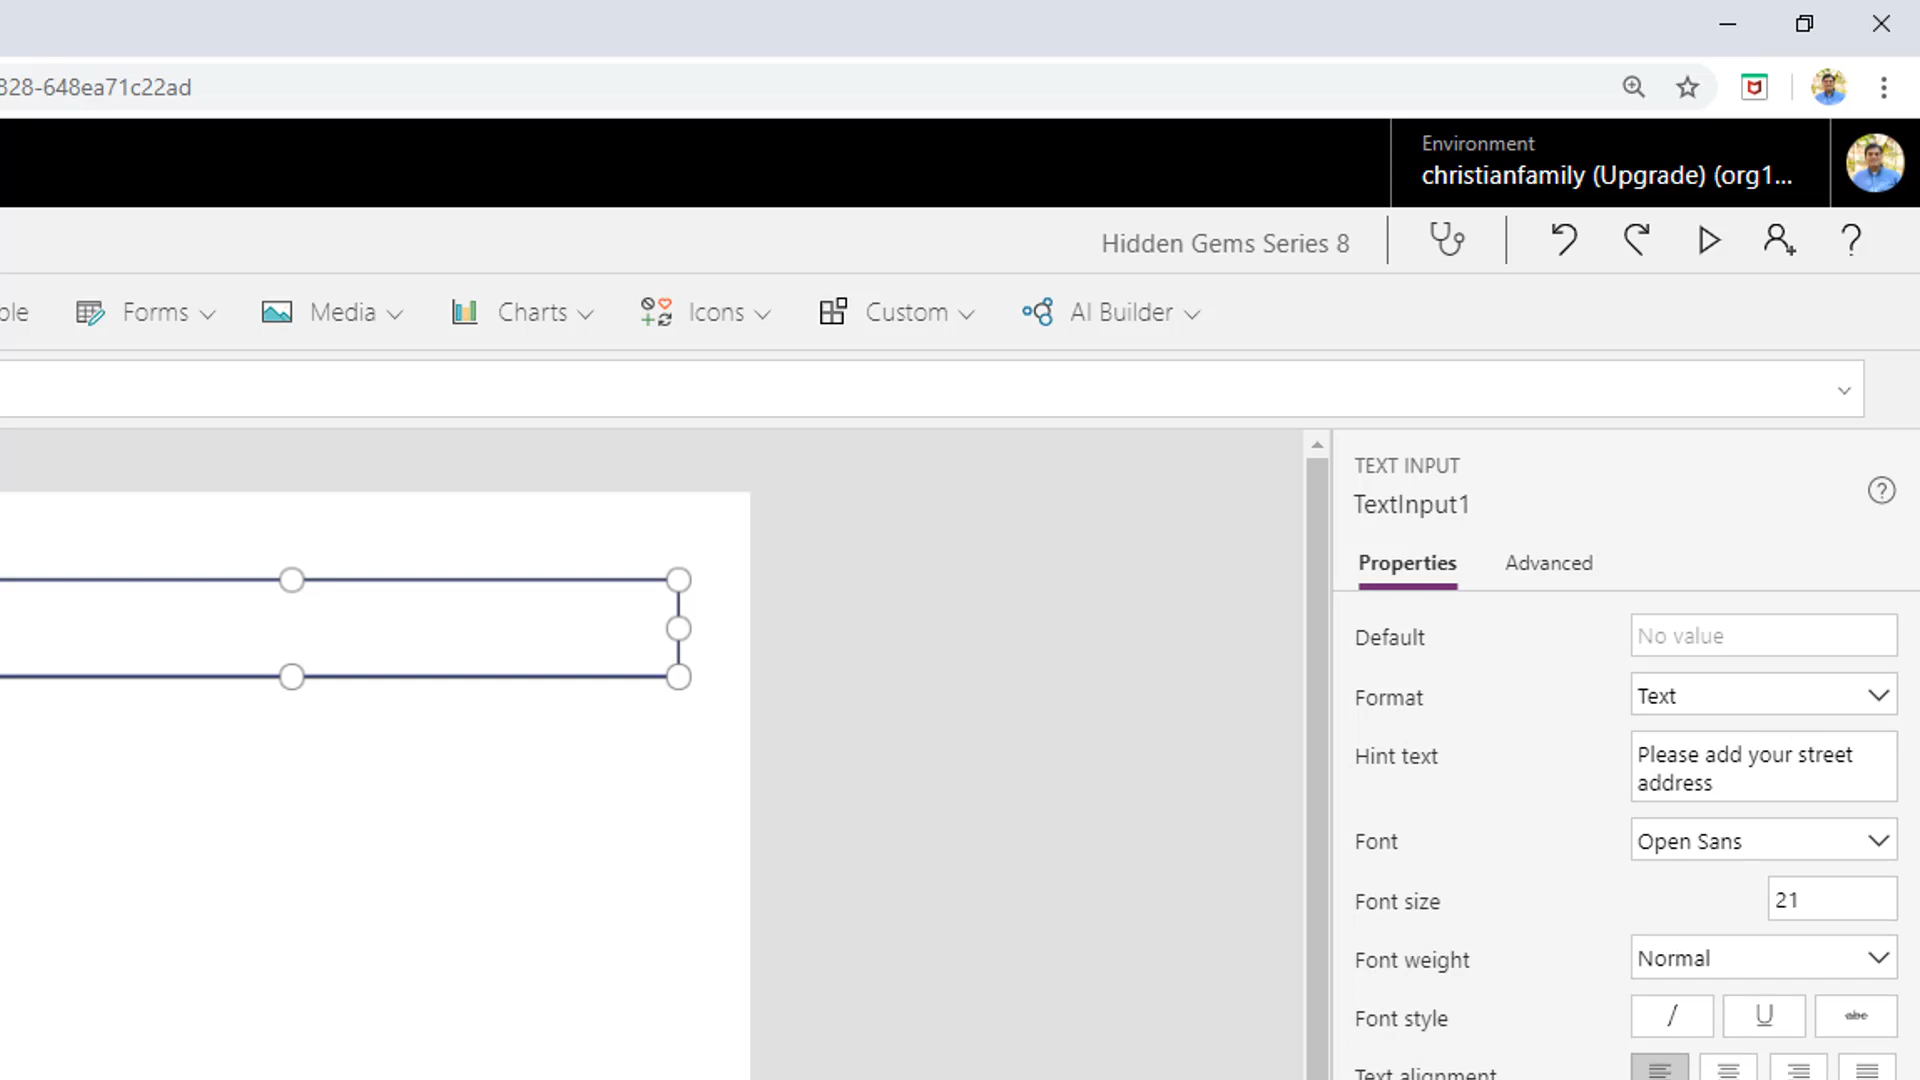 328-648ea71c22ad
Environment
christianfamily (Upgrade) (org1...
Hidden Gems Series 8
ble Forms Media Charts Icons Custom AI Builder
TEXT INPUT
TextInput1
Properties Advanced
Default No value
Format Text
Hint text Please add your street
address
Font Open Sans
Font size 21
Font weight Normal
Font style / U abc
Text alignment